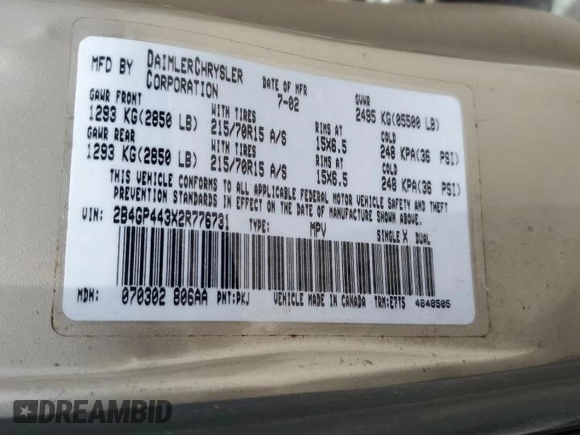 MFD BY DAIMLERCHRYSLER CORPORATION DATE OF MFR 7-02 GVWR 2495 KG(05500 LB)
GAWR FRONT WITH TIRES RIMS AT COLD
1293 KG(2850 LB) 215/70R15 A/S 15X6.5 248 KPA(36 PSI)
GAWR REAR WITH TIRES RIMS AT COLD
1293 KG(2850 LB) 215/70R15 A/S 15X6.5 248 KPA(36 PSI)
THIS VEHICLE CONFORMS TO ALL APPLICABLE FEDERAL MOTOR VEHICLE SAFETY AND THEFT
PREVENTION STANDARDS IN EFFECT ON THE DATE OF MANUFACTURE SHOWN ABOVE
VIN: 2B4GP443X2R776731 TYPE: MPV SINGLE X DUAL
MDH: 070302 806AA PNT:PKJ VEHICLE MADE IN CANADA TRM:E7T5 4648505
DREAMBID